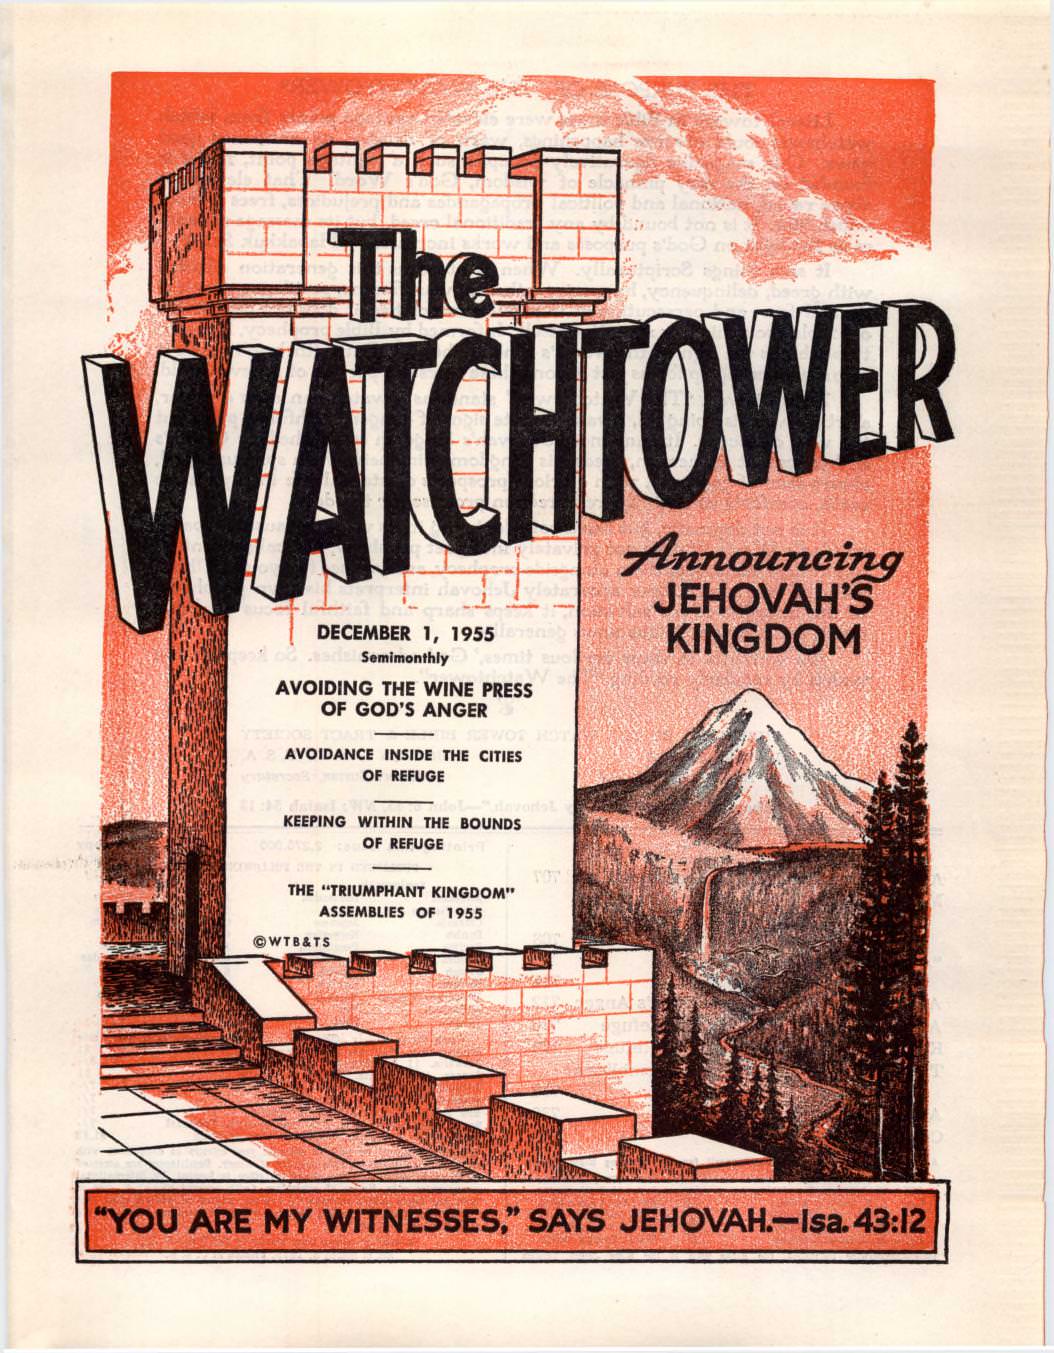 The
WATCHTOWER
Announcing
JEHOVAH'S
KINGDOM
DECEMBER 1, 1955
Semimonthly
AVOIDING THE WINE PRESS
OF GOD'S ANGER
AVOIDANCE INSIDE THE CITIES
OF REFUGE
KEEPING WITHIN THE BOUNDS
OF REFUGE
THE "TRIUMPHANT KINGDOM"
ASSEMBLIES OF 1955
©WTB&TS
"YOU ARE MY WITNESSES," SAYS JEHOVAH.—Isa. 43:12